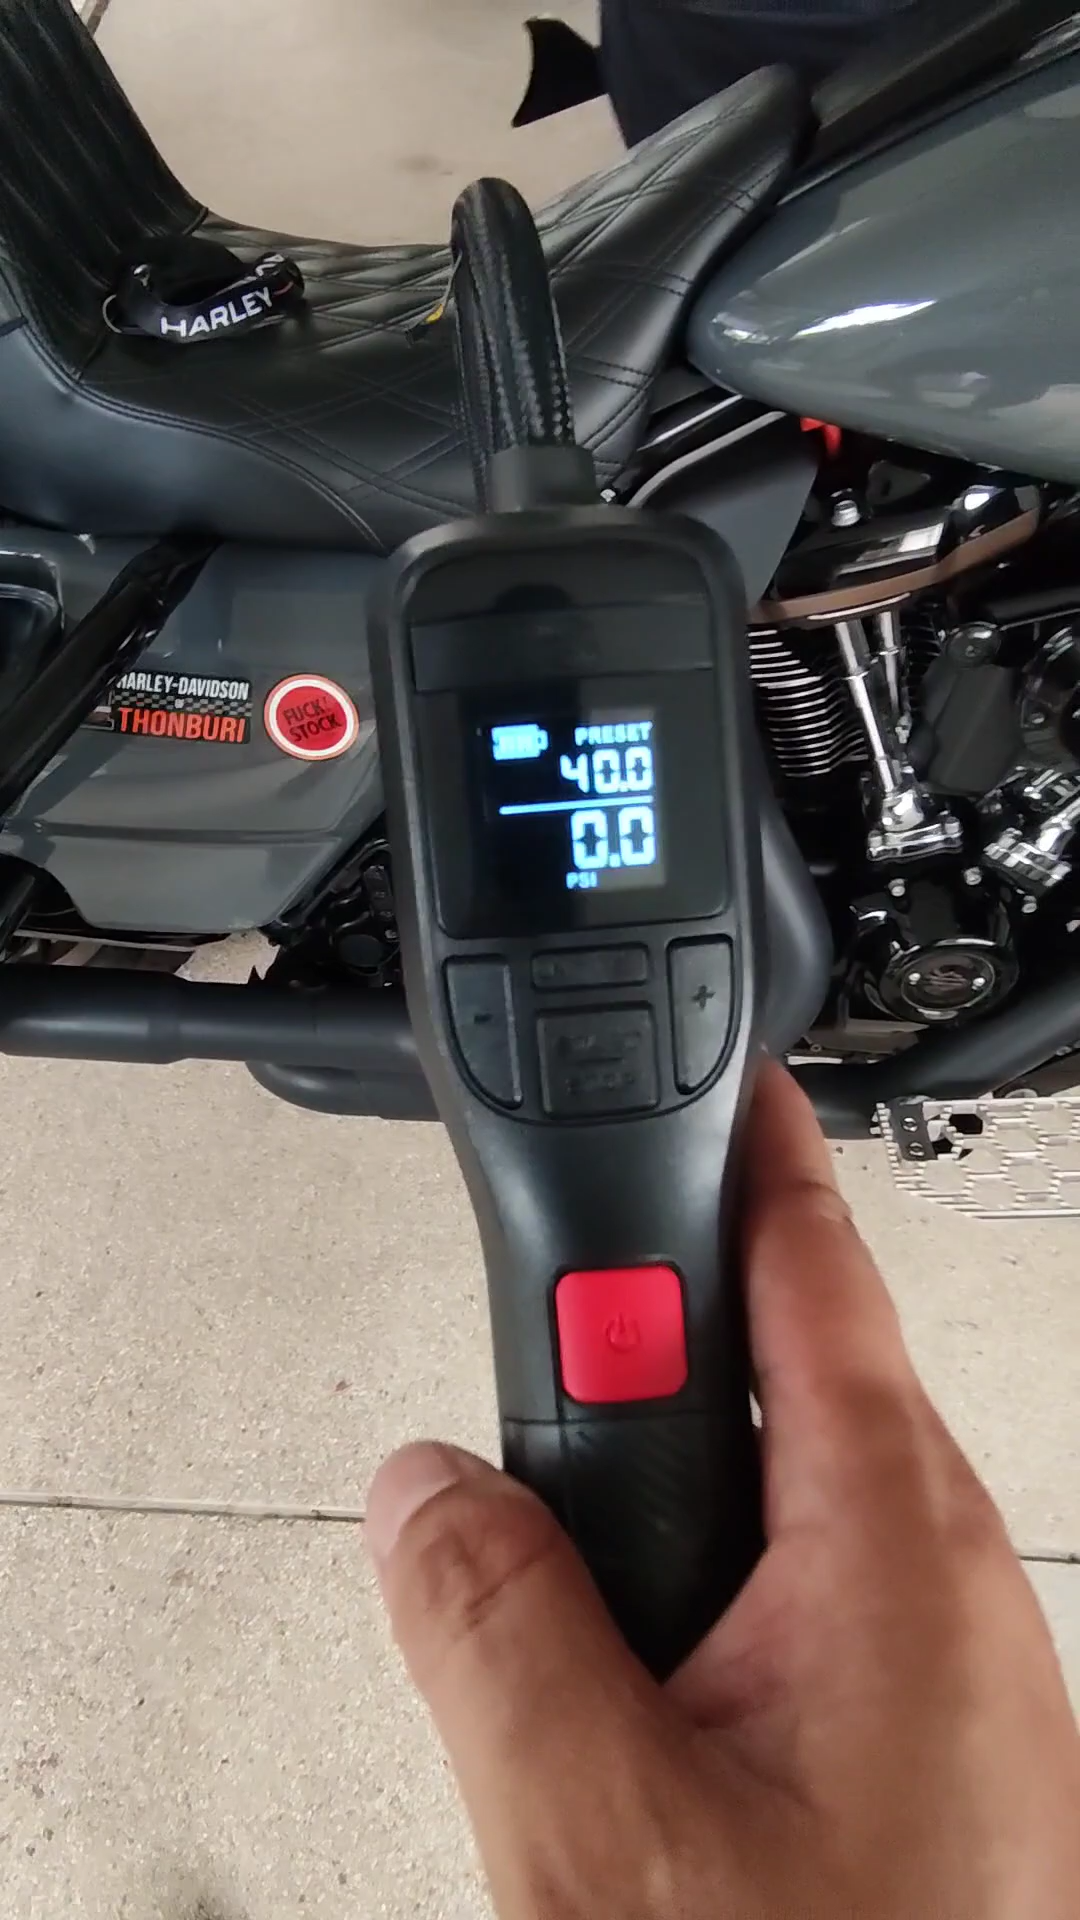 HARLEY
HARLEY-DAVIDSON
THONBURI
FUCK!
STOCK
PRESET
40.0
0.0
PSI
-
+